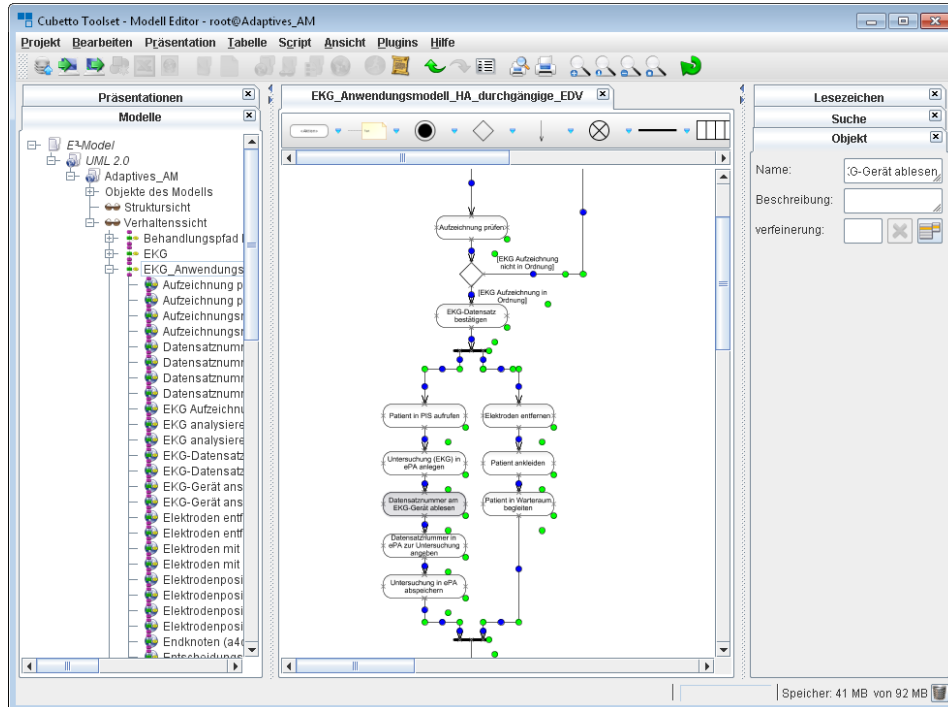 Cubetto Toolset - Modell Editor - root@Adaptives_AM
Projekt Bearbeiten Präsentation Tabelle Script Ansicht Plugins Hilfe
Präsentationen
Modelle
E³-Model
UML 2.0
Adaptives_AM
Objekte des Modells
Struktursicht
Verhaltenssicht
Behandlungspfad
EKG
EKG_Anwendungs
Aufzeichnung p
Aufzeichnung p
Aufzeichnungsr
Aufzeichnungsr
Datensatznumr
Datensatznumr
Datensatznumr
Datensatznumr
EKG Aufzeichnu
EKG analysiere
EKG analysiere
EKG-Datensatz
EKG-Datensatz
EKG-Gerät ans
EKG-Gerät ans
Elektroden entf
Elektroden entf
Elektroden mit
Elektroden mit
Elektrodenposi
Elektrodenposi
Elektrodenposi
Elektrodenposi
Endknoten (a4c
Entscheidungs
EKG_Anwendungsmodell_HA_durchgängige_EDV
Aufzeichnung prüfen
[EKG Aufzeichnung
nicht in Ordnung]
[EKG Aufzeichnung in
Ordnung]
EKG-Datensatz
bestätigen
Patient in PIS aufrufen
Elektroden entfernen
Untersuchung (EKG) in
ePA anlegen
Patient ankleiden
Datensatznummer am
EKG-Gerät ablesen
Patient in Warteraum
begleiten
Datensatznummer in
ePA zur Untersuchung
angeben
Untersuchung in ePA
abspeichern
Lesezeichen
Suche
Objekt
Name:
G-Gerät ablesen
Beschreibung:
verfeinerung:
Speicher: 41 MB von 92 MB